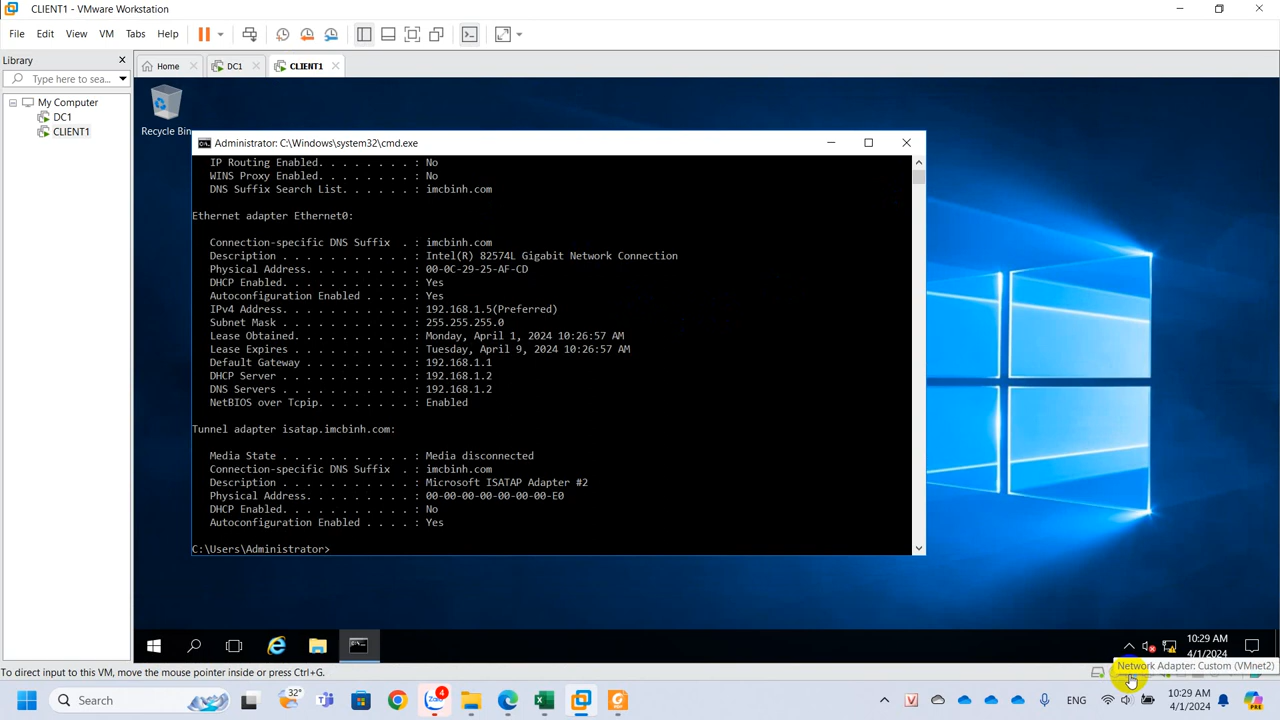 CLIENT1 - VMware Workstation
File Edit View VM Tabs Help
Library
Type here to sea...
Home DC1 CLIENT1
My Computer
DC1
CLIENT1
Recycle Bin
Administrator: C:\Windows\system32\cmd.exe
IP Routing Enabled. . . . . . . . : No
WINS Proxy Enabled. . . . . . . . : No
DNS Suffix Search List. . . . . . : imcbinh.com
Ethernet adapter Ethernet0:
Connection-specific DNS Suffix . : imcbinh.com
Description . . . . . . . . . . . : Intel(R) 82574L Gigabit Network Connection
Physical Address. . . . . . . . . : 00-0C-29-25-AF-CD
DHCP Enabled. . . . . . . . . . . : Yes
Autoconfiguration Enabled . . . . : Yes
IPv4 Address. . . . . . . . . . . : 192.168.1.5(Preferred)
Subnet Mask . . . . . . . . . . . : 255.255.255.0
Lease Obtained. . . . . . . . . . : Monday, April 1, 2024 10:26:57 AM
Lease Expires . . . . . . . . . . : Tuesday, April 9, 2024 10:26:57 AM
Default Gateway . . . . . . . . . : 192.168.1.1
DHCP Server . . . . . . . . . . . : 192.168.1.2
DNS Servers . . . . . . . . . . . : 192.168.1.2
NetBIOS over Tcpip. . . . . . . . : Enabled
Tunnel adapter isatap.imcbinh.com:
Media State . . . . . . . . . . . : Media disconnected
Connection-specific DNS Suffix . : imcbinh.com
Description . . . . . . . . . . . : Microsoft ISATAP Adapter #2
Physical Address. . . . . . . . . : 00-00-00-00-00-00-00-E0
DHCP Enabled. . . . . . . . . . . : No
Autoconfiguration Enabled . . . . : Yes
C:\Users\Administrator>
10:29 AM
4/1/2024
Network Adapter: Custom (VMnet2)
To direct input to this VM, move the mouse pointer inside or press Ctrl+G.
Search
32°
Zalo
4
V
ENG
10:29 AM
4/1/2024
PRE